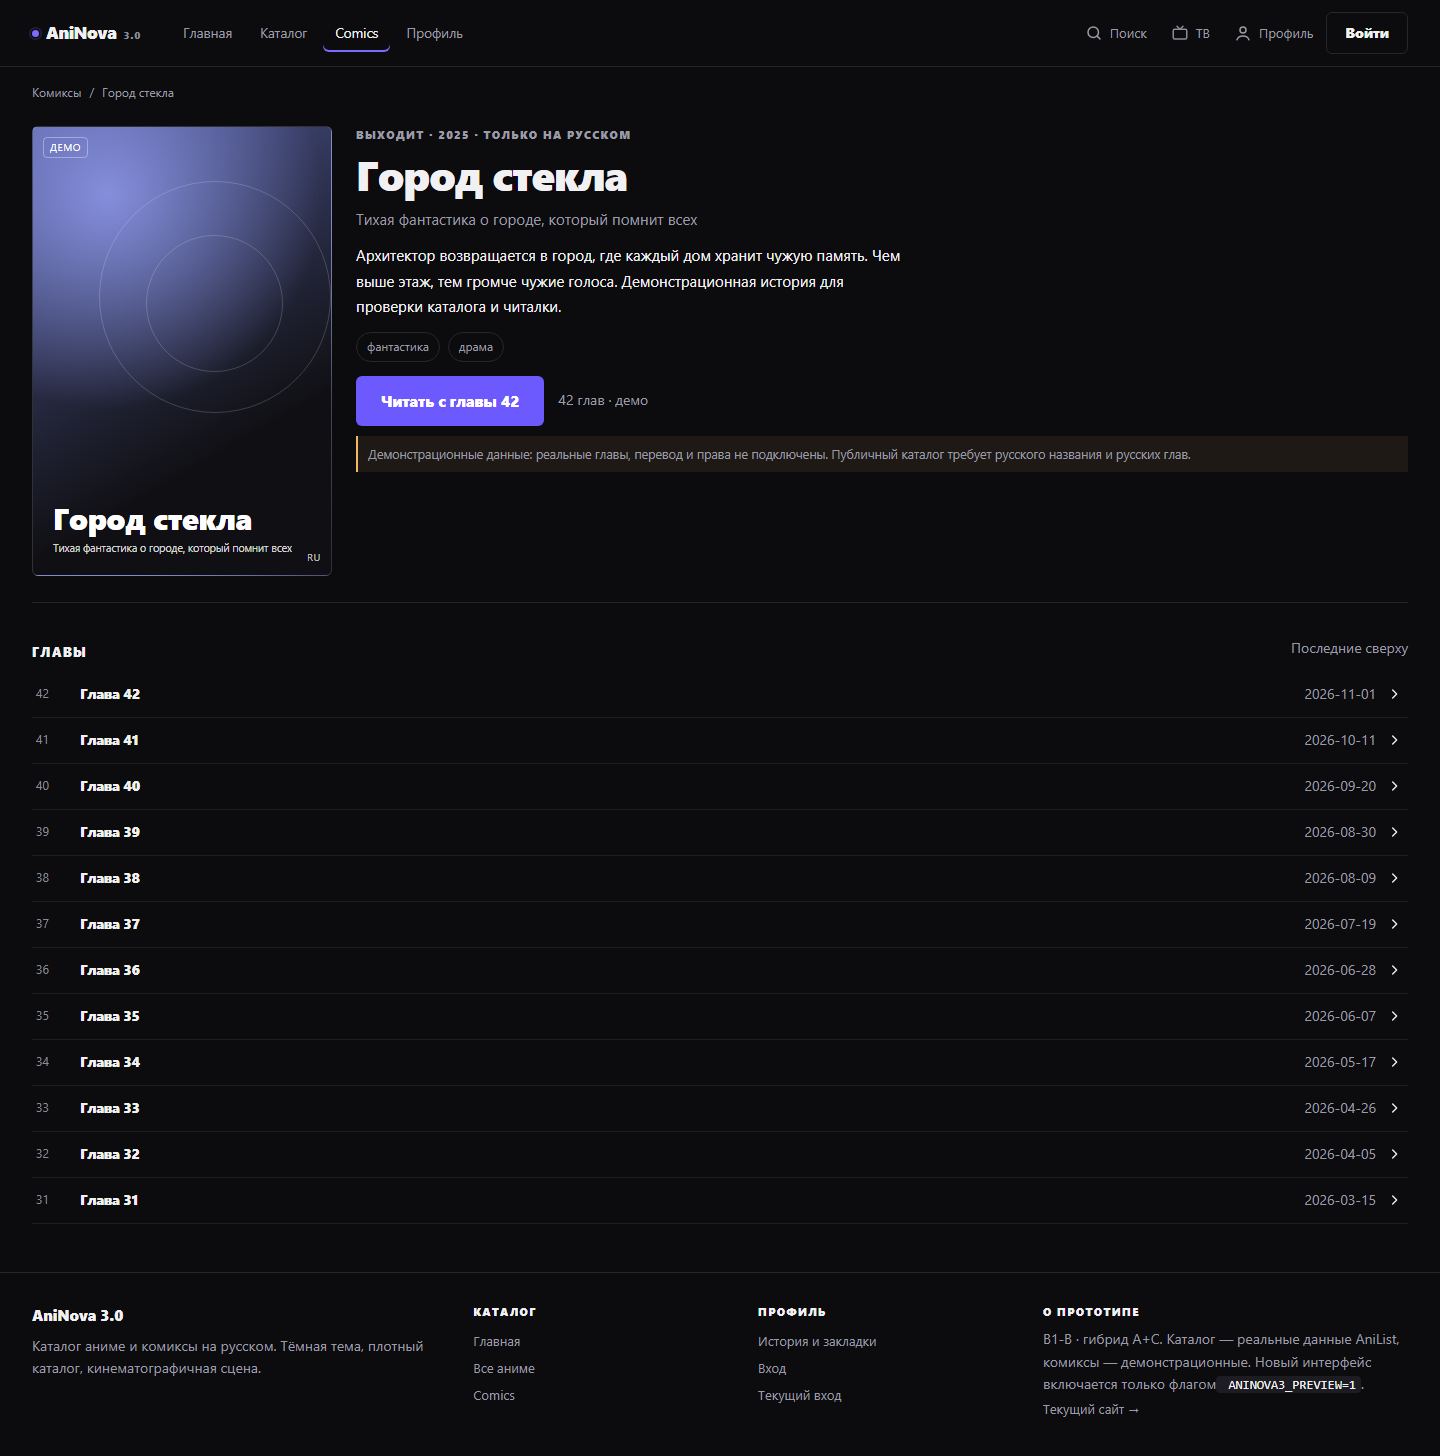 AniNova 3.0 Главная Каталог Comics Профиль Поиск ТВ Профиль Войти
Комиксы / Город стекла
ДЕМО
Город стекла
Тихая фантастика о городе, который помнит всех
RU
ВЫХОДИТ · 2025 · ТОЛЬКО НА РУССКОМ
Город стекла
Тихая фантастика о городе, который помнит всех
Архитектор возвращается в город, где каждый дом хранит чужую память. Чем
выше этаж, тем громче чужие голоса. Демонстрационная история для
проверки каталога и читалки.
фантастика драма
Читать с главы 42 42 глав · демо
Демонстрационные данные: реальные главы, перевод и права не подключены. Публичный каталог требует русского названия и русских глав.
ГЛАВЫ Последние сверху
42 Глава 42 2026-11-01
41 Глава 41 2026-10-11
40 Глава 40 2026-09-20
39 Глава 39 2026-08-30
38 Глава 38 2026-08-09
37 Глава 37 2026-07-19
36 Глава 36 2026-06-28
35 Глава 35 2026-06-07
34 Глава 34 2026-05-17
33 Глава 33 2026-04-26
32 Глава 32 2026-04-05
31 Глава 31 2026-03-15
AniNova 3.0
Каталог аниме и комиксы на русском. Тёмная тема, плотный
каталог, кинематографичная сцена.
КАТАЛОГ
Главная
Все аниме
Comics
ПРОФИЛЬ
История и закладки
Вход
Текущий вход
О ПРОТОТИПЕ
B1-B · гибрид A+C. Каталог — реальные данные AniList,
комиксы — демонстрационные. Новый интерфейс
включается только флагом ANINOVA3_PREVIEW=1.
Текущий сайт →